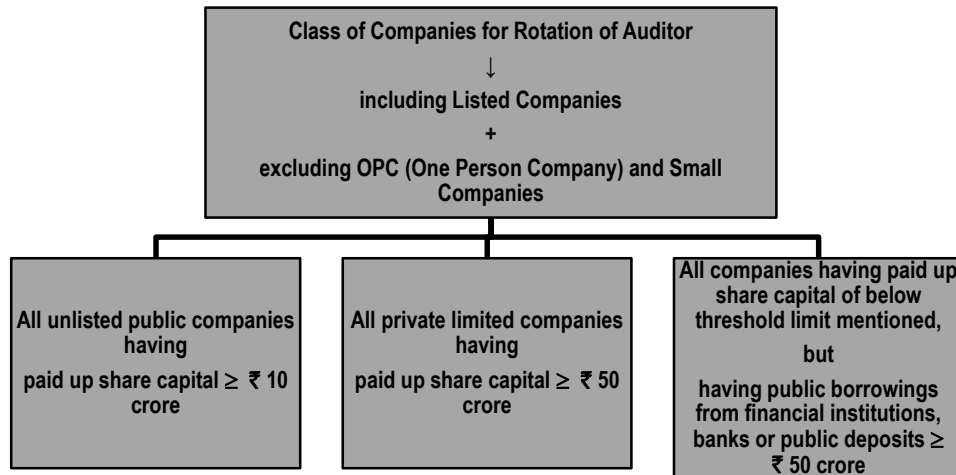 Class of Companies for Rotation of Auditor
↓
including Listed Companies
+
excluding OPC (One Person Company) and Small
Companies
All unlisted public companies
having
paid up share capital ≥ ₹ 10
crore
All private limited companies
having
paid up share capital ≥ ₹ 50
crore
All companies having paid up
share capital of below
threshold limit mentioned,
but
having public borrowings
from financial institutions,
banks or public deposits ≥
₹ 50 crore